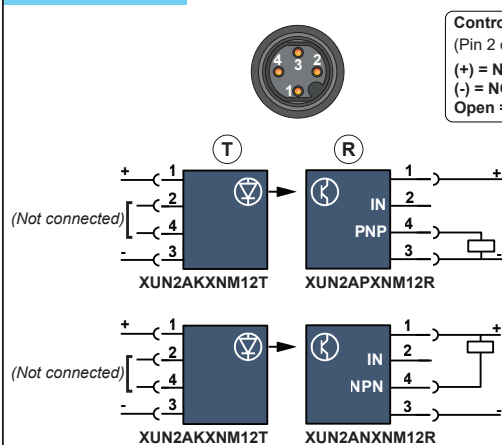 Contro
(Pin 2
(+) = N
(-) = N
Open =
4 3 2
1
T R
+ 1 1 +
2 IN 2
(Not connected)
4 PNP 4
- 3 3 -
XUN2AKXNM12T XUN2APXNM12R
+ 1 1 +
2 IN 2
(Not connected)
4 NPN 4
- 3 3 -
XUN2AKXNM12T XUN2ANXNM12R